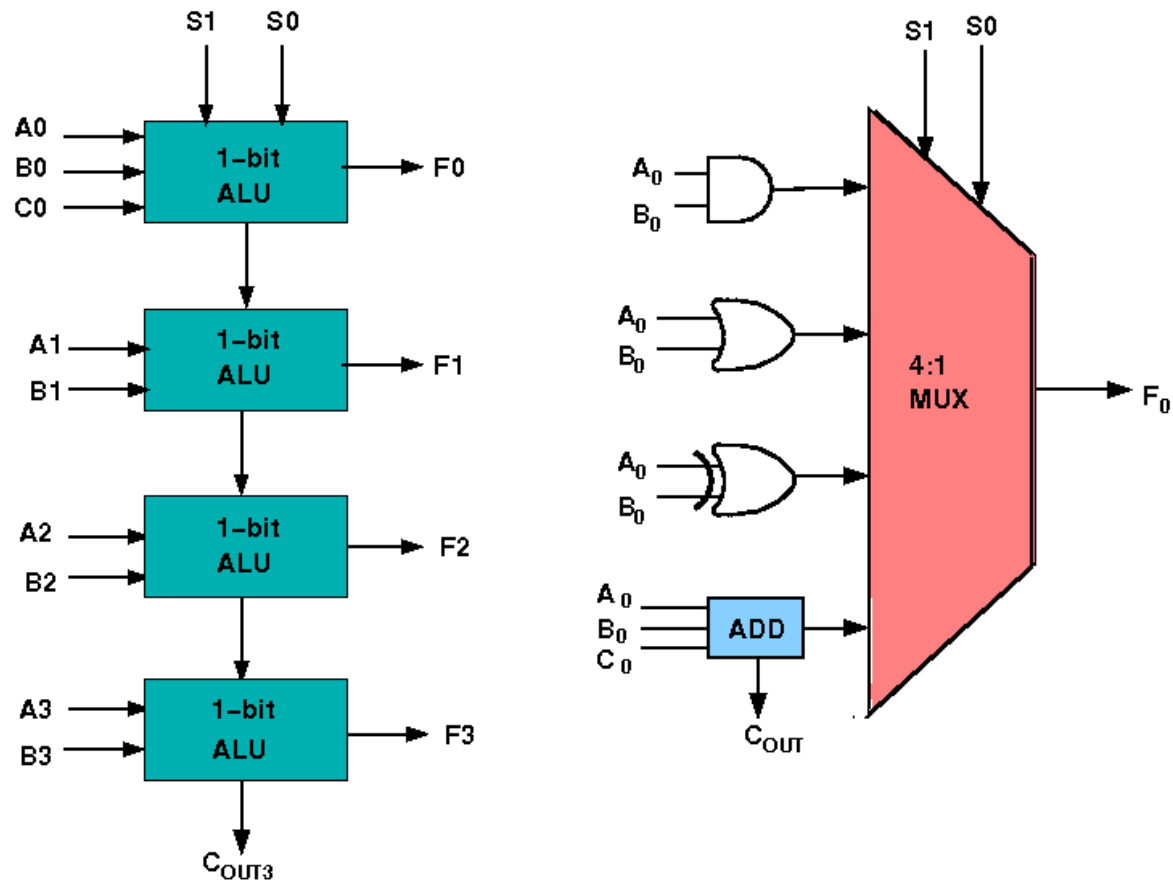 S1 S0
A0
B0
C0
1-bit
ALU
F0
A1
B1
1-bit
ALU
F1
A2
B2
1-bit
ALU
F2
A3
B3
1-bit
ALU
F3
COUT3
S1 S0
A0
B0
A0
B0
A0
B0
A0
B0
C0
ADD
COUT
4:1
MUX
F0